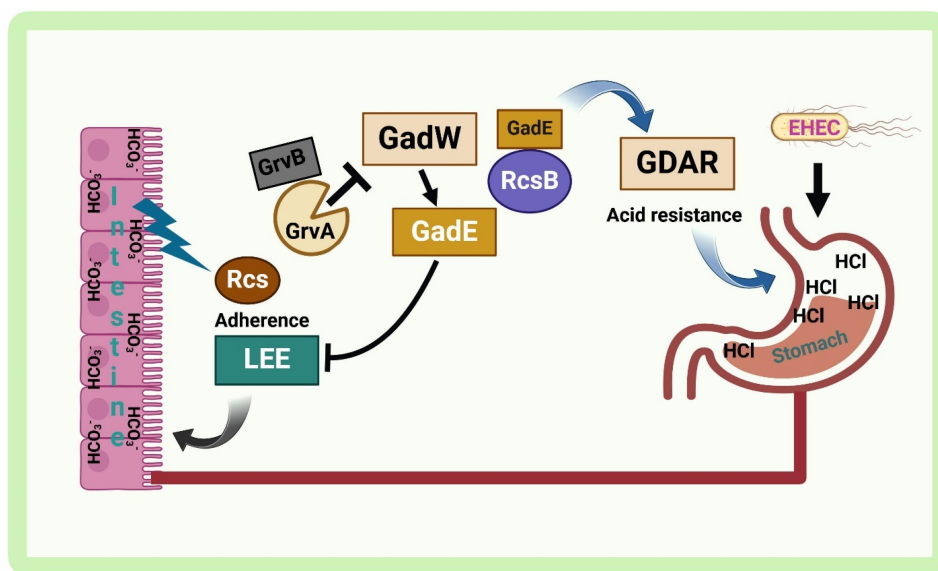 HCO3-
HCO3-
HCO3-
HCO3-
HCO3-
HCO3-
HCO3-
HCO3-
Intestine
GrvB
GrvA
GadW
GadE
GadE
RcsB
GDAR
Acid resistance
EHEC
HCl
HCl
HCl
HCl
HCl
Stomach
Rcs
Adherence
LEE